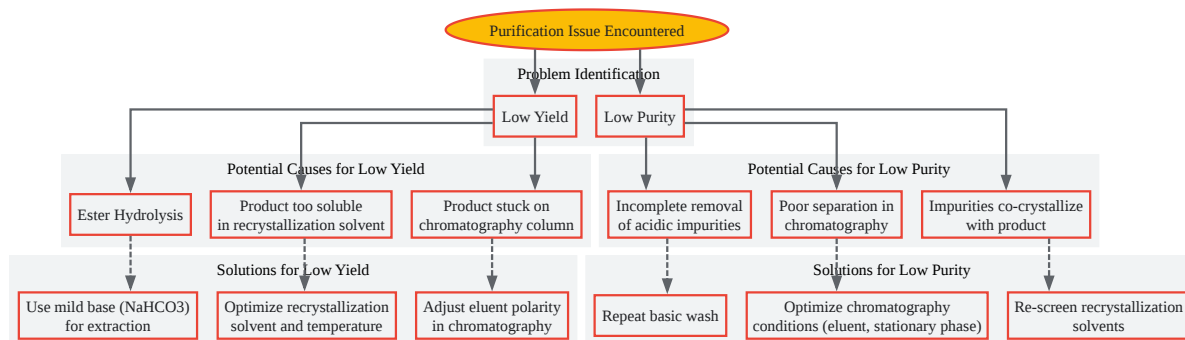 Purification Issue Encountered
Problem Identification
Low Yield
Low Purity
Potential Causes for Low Yield
Potential Causes for Low Purity
Ester Hydrolysis
Product too soluble
in recrystallization solvent
Product stuck on
chromatography column
Incomplete removal
of acidic impurities
Poor separation in
chromatography
Impurities co-crystallize
with product
Solutions for Low Yield
Solutions for Low Purity
Use mild base (NaHCO3)
for extraction
Optimize recrystallization
solvent and temperature
Adjust eluent polarity
in chromatography
Repeat basic wash
Optimize chromatography
conditions (eluent, stationary phase)
Re-screen recrystallization
solvents